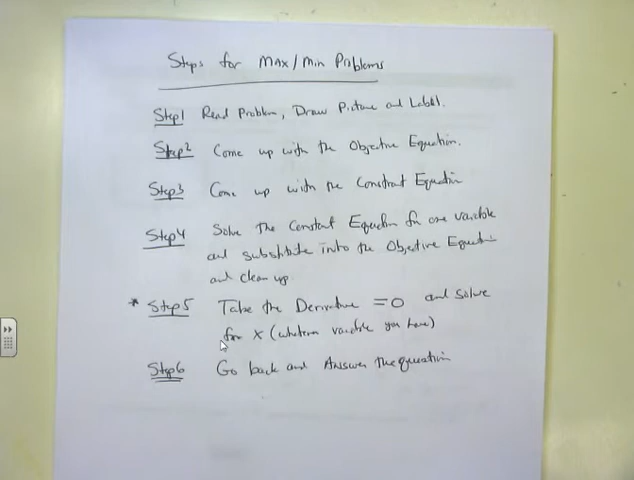 Steps for Max/Min Problems
Step1 Read Problem, Draw Picture and Label.
Step2 Come up with the Objective Equation.
Step3 Come up with the Constraint Equation
Step4 Solve The Constraint Equation for one variable
and substitute into the Objective Equation
and clean up.
* Step5 Take the Derivative =0 and solve
for x (whatever variable you have)
Step6 Go back and Answer the question